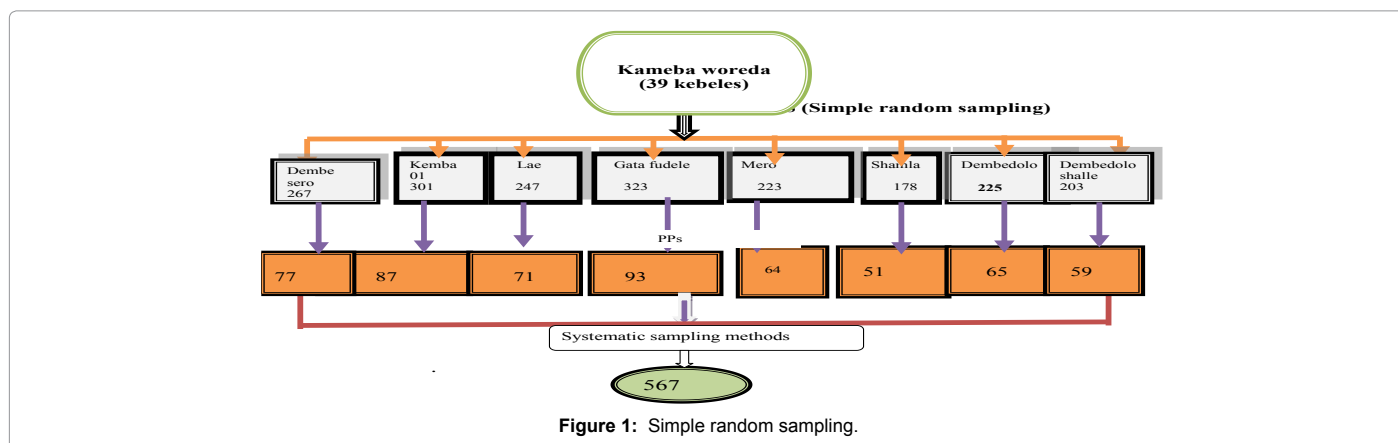 Kameba woreda
(39 kebeles)
(Simple random sampling)
Dembe
sero
267
Kemba
01
301
Lae
247
Gata fudele
323
Mero
223
Shamla
178
Dembedolo
225
Dembedolo
shalle
203
PPs
77
87
71
93
64
51
65
59
Systematic sampling methods
567
Figure 1: Simple random sampling.